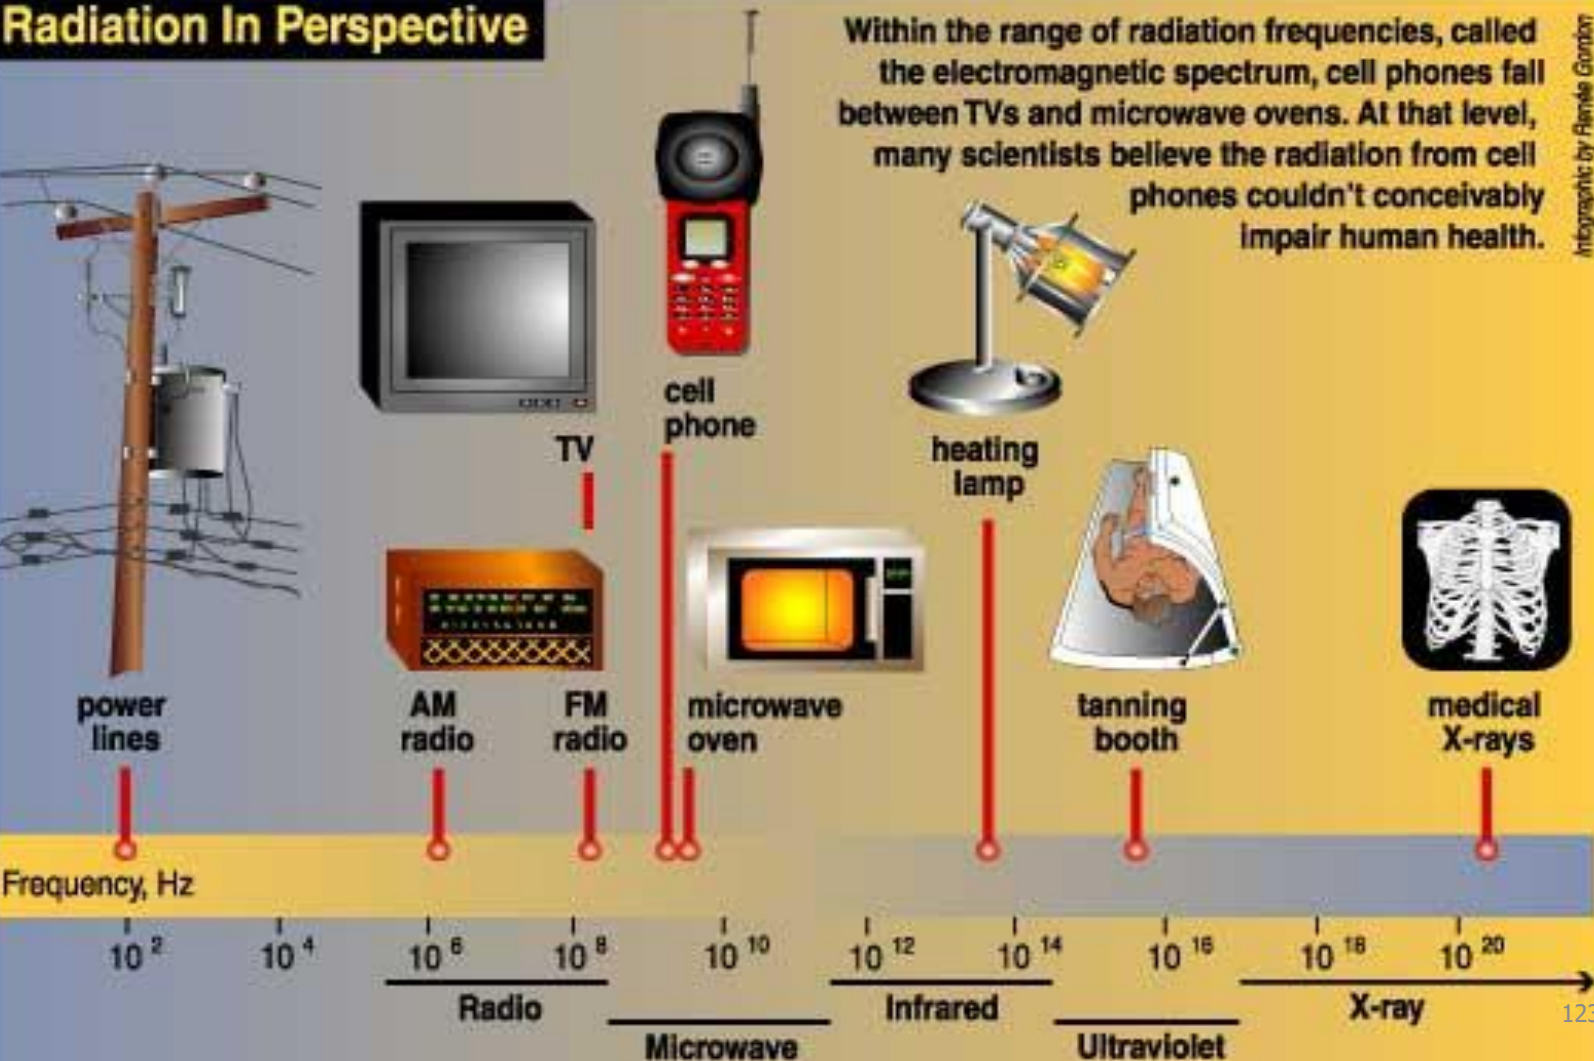 Radiation In Perspective
Within the range of radiation frequencies, called
the electromagnetic spectrum, cell phones fall
between TVs and microwave ovens. At that level,
many scientists believe the radiation from cell
phones couldn't conceivably
impair human health.
Infographic by Renée Gordon
cell
phone
TV
heating
lamp
power
lines
AM
radio
FM
radio
microwave
oven
tanning
booth
medical
X-rays
Frequency, Hz
10 2
10 4
10 6
10 8
10 10
10 12
10 14
10 16
10 18
10 20
Radio
Microwave
Infrared
Ultraviolet
X-ray
123